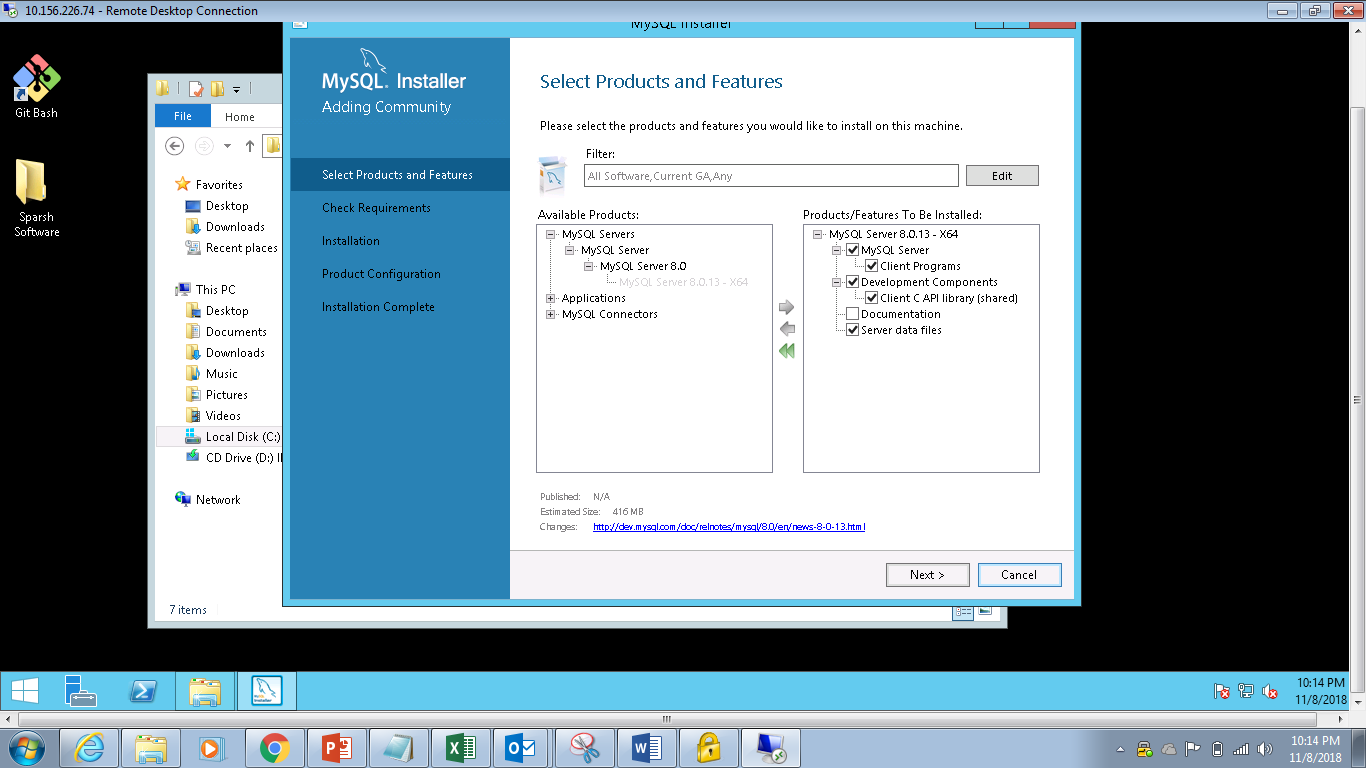 10.156.226.74 - Remote Desktop Connection
MySQL Installer
Git Bash
Sparsh
Software
File
Home
Favorites
Desktop
Downloads
Recent places
This PC
Desktop
Documents
Downloads
Music
Pictures
Videos
Local Disk (C:)
CD Drive (D:)
Network
7 items
MySQL. Installer
Adding Community
Select Products and Features
Check Requirements
Installation
Product Configuration
Installation Complete
Select Products and Features
Please select the products and features you would like to install on this machine.
Filter:
All Software,Current GA,Any
Edit
Available Products:
MySQL Servers
MySQL Server
MySQL Server 8.0
MySQL Server 8.0.13 - X64
Applications
MySQL Connectors
Products/Features To Be Installed:
MySQL Server 8.0.13 - X64
MySQL Server
Client Programs
Development Components
Client C API library (shared)
Documentation
Server data files
Published: N/A
Estimated Size: 416 MB
Changes: http://dev.mysql.com/doc/relnotes/mysql/8.0/en/news-8-0-13.html
Next >
Cancel
MySQL
Installer
10:14 PM
11/8/2018
10:14 PM
11/8/2018